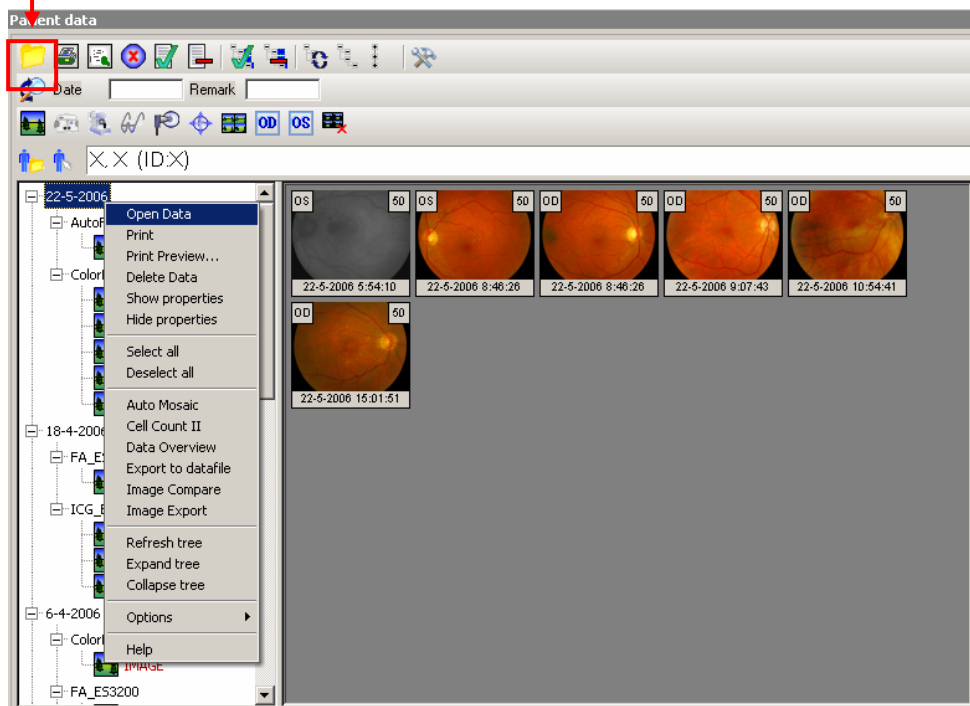 Patient data
Date Remark
OD OS
X, X (ID:X)
22-5-2006
18-4-2006
ICG_
6-4-2006
IMAGE
FA_ES3200
Open Data
Print
Print Preview...
Delete Data
Show properties
Hide properties
Select all
Deselect all
Auto Mosaic
Cell Count II
Data Overview
Export to datafile
Image Compare
Image Export
Refresh tree
Expand tree
Collapse tree
Options
Help
OS 50 OS 50 OD 50 OD 50 OD 50
22-5-2006 5:54:10 22-5-2006 8:46:26 22-5-2006 8:46:26 22-5-2006 9:07:43 22-5-2006 10:54:41
OD 50
22-5-2006 15:01:51